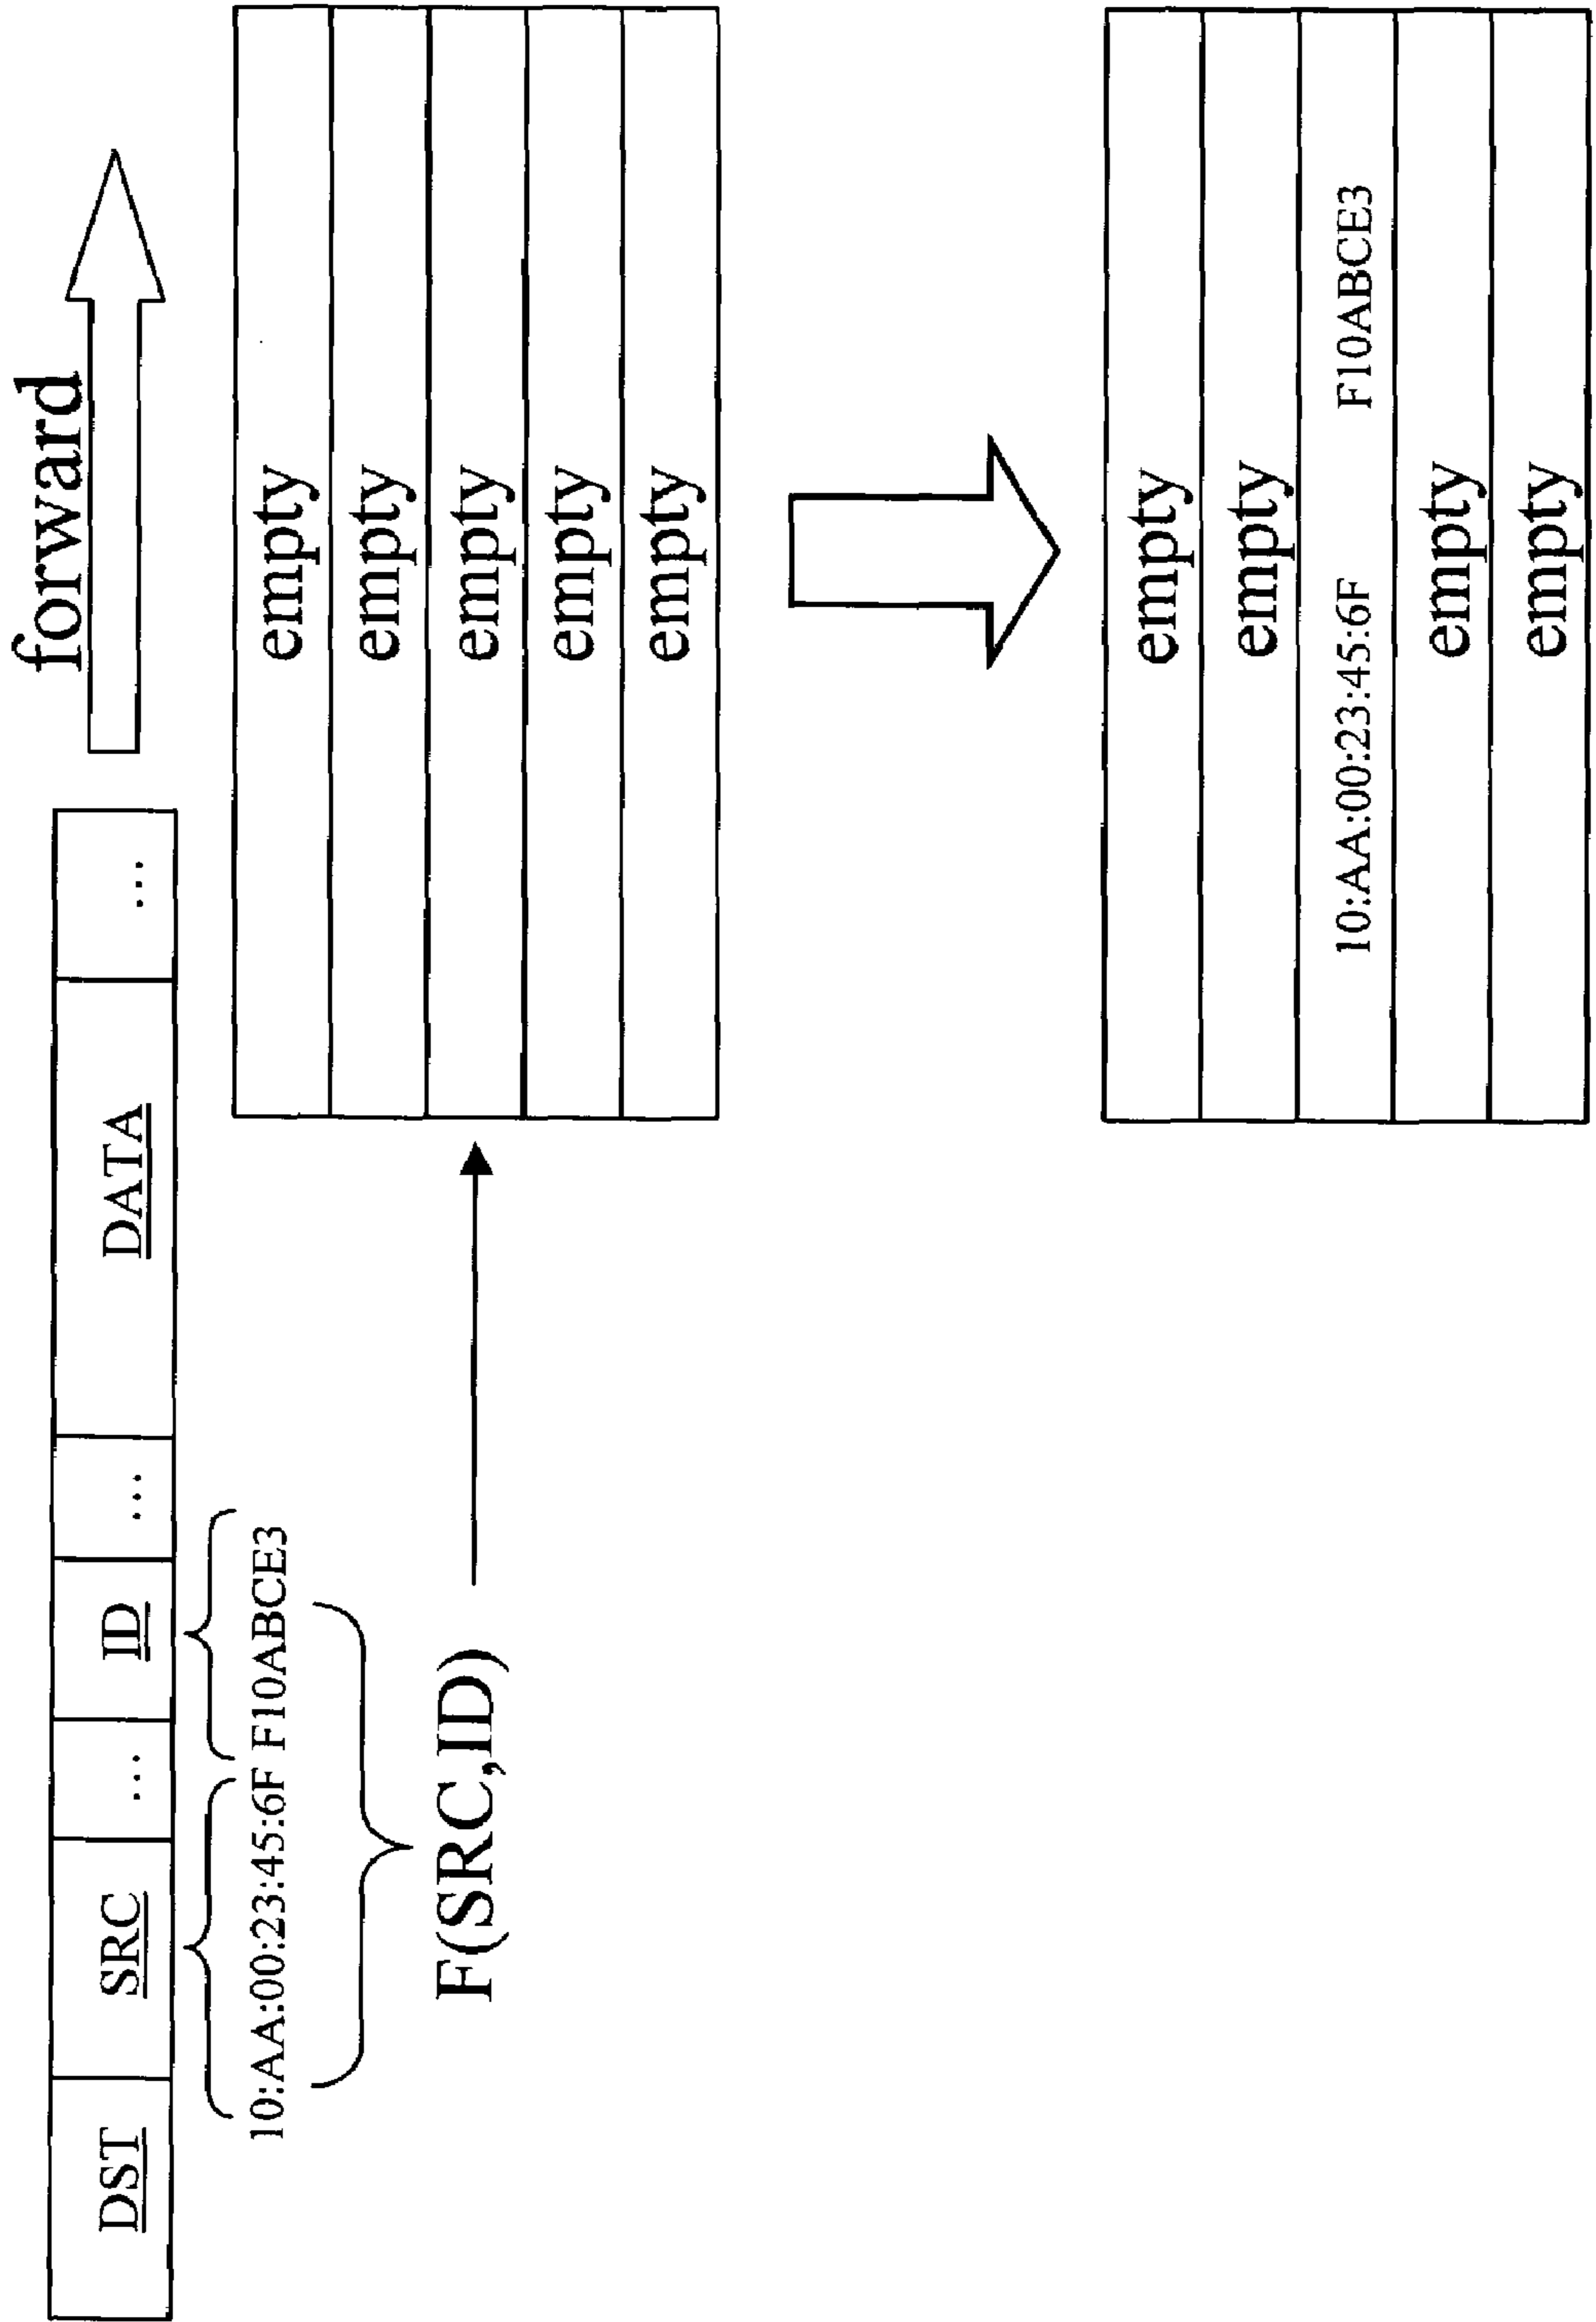 forward
DST SRC ... ID ... DATA ...
10:AA:00:23:45:6F F10ABCE3
F(SRC,ID)
empty
empty
empty
empty
empty
empty
empty
10:AA:00:23:45:6F F10ABCE3
empty
empty